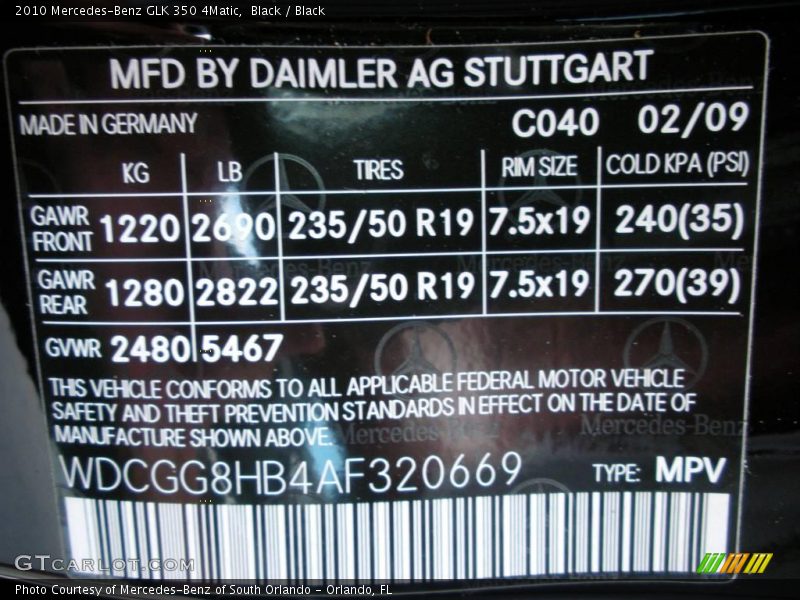 2010 Mercedes-Benz GLK 350 4Matic,  Black / Black
MFD BY DAIMLER AG STUTTGART
MADE IN GERMANY C040 02/09
KG LB TIRES RIM SIZE COLD KPA (PSI)
GAWR FRONT 1220 2690 235/50 R19 7.5x19 240(35)
GAWR REAR 1280 2822 235/50 R19 7.5x19 270(39)
GVWR 2480 5467
THIS VEHICLE CONFORMS TO ALL APPLICABLE FEDERAL MOTOR VEHICLE
SAFETY AND THEFT PREVENTION STANDARDS IN EFFECT ON THE DATE OF
MANUFACTURE SHOWN ABOVE.
Mercedes-Benz Mercedes-Benz
WDCGG8HB4AF320669 TYPE: MPV
GTcarlot.com
Photo Courtesy of Mercedes-Benz of South Orlando - Orlando, FL